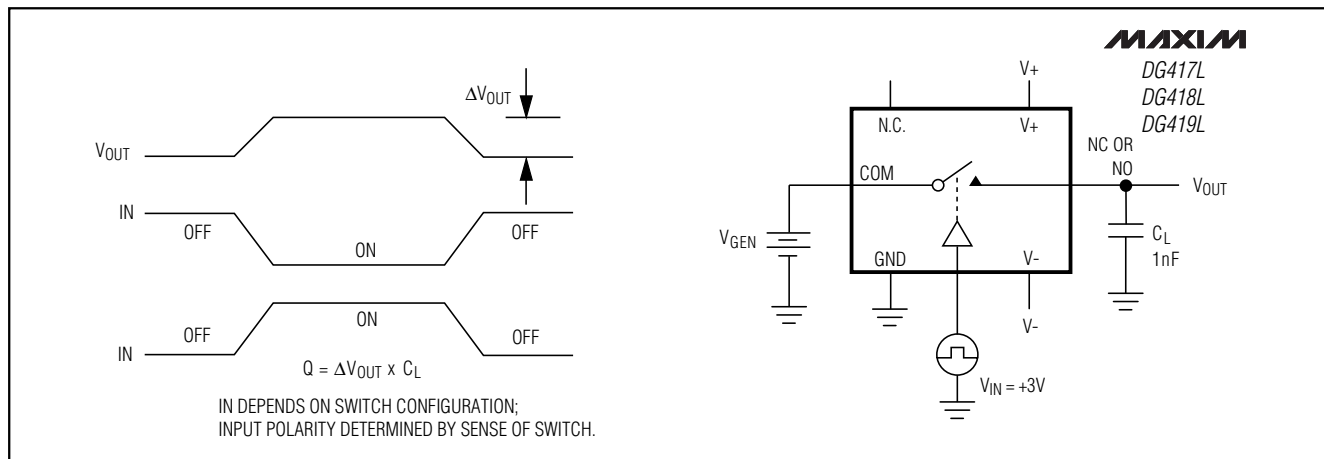 ΔVOUT
VOUT
IN
OFF
ON
OFF
IN
OFF
ON
OFF
Q = ΔVOUT x CL
IN DEPENDS ON SWITCH CONFIGURATION;
INPUT POLARITY DETERMINED BY SENSE OF SWITCH.
MAXIM
DG417L
DG418L
DG419L
V+
N.C.
V+
NC OR
NO
COM
VOUT
VGEN
CL
1nF
GND
V-
V-
VIN = +3V